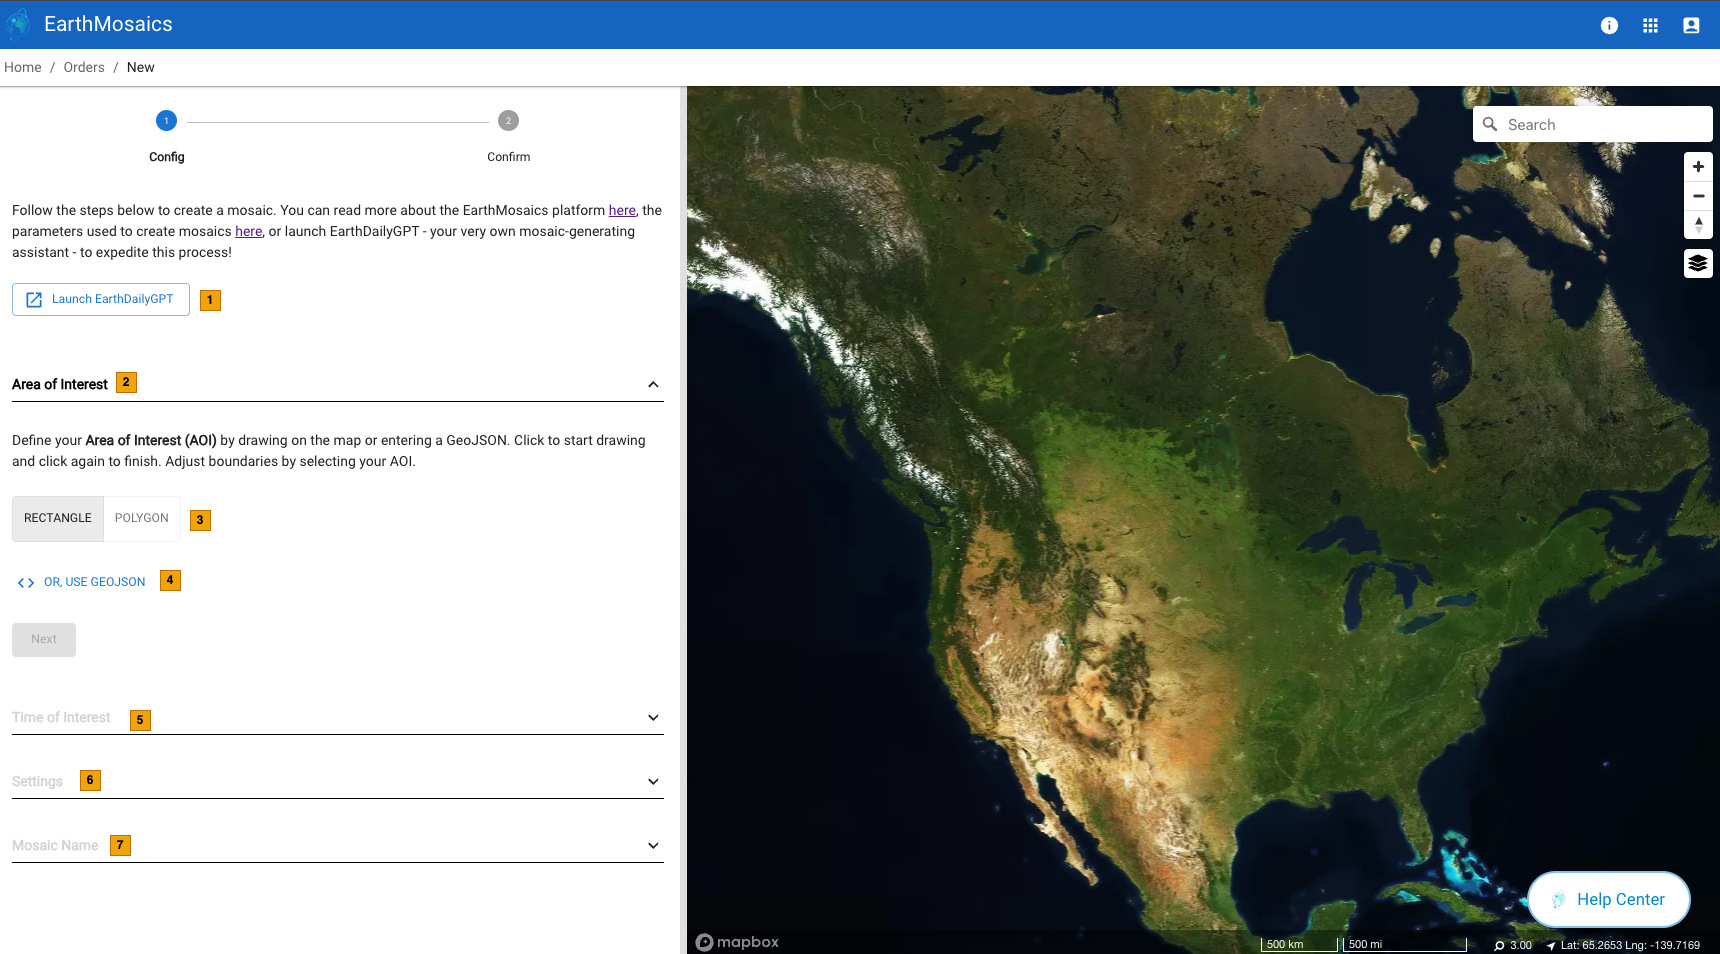 EarthMosaics
Home / Orders / New
1
2
Config
Confirm
Follow the steps below to create a mosaic. You can read more about the EarthMosaics platform here, the
parameters used to create mosaics here, or launch EarthDailyGPT - your very own mosaic-generating
assistant - to expedite this process!
Launch EarthDailyGPT 1
Area of Interest 2
Define your Area of Interest (AOI) by drawing on the map or entering a GeoJSON. Click to start drawing
and click again to finish. Adjust boundaries by selecting your AOI.
RECTANGLE POLYGON 3
<> OR, USE GEOJSON 4
Next
Time of Interest 5
Settings 6
Mosaic Name 7
Search
Help Center
mapbox
500 km
500 mi
3.00
Lat: 65.2653 Lng: -139.7169